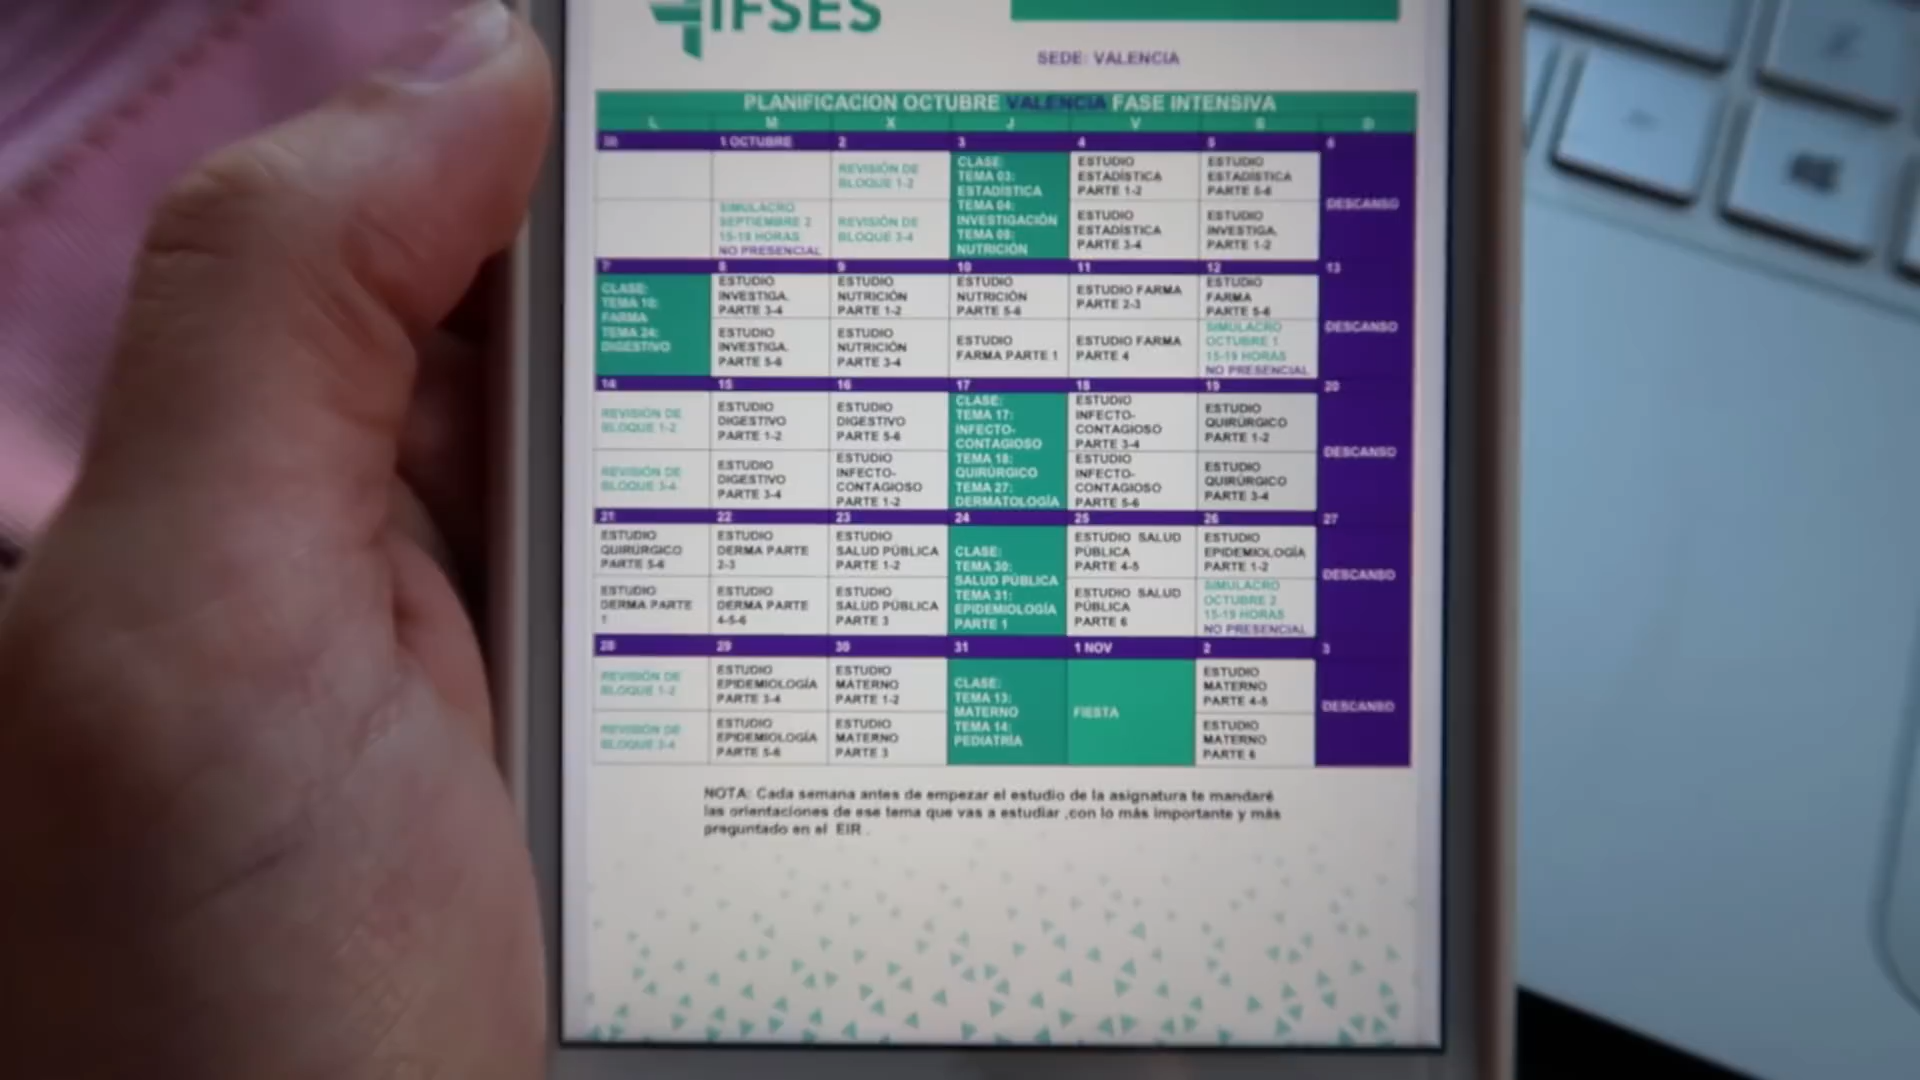 IFSES
SEDE: VALENCIA
PLANIFICACION OCTUBRE VALENCIA FASE INTENSIVA
L M X J V S D
30 1 OCTUBRE 2 3 4 5 6
REVISIÓN DE
BLOQUE 1-2
CLASE:
TEMA 03:
ESTADÍSTICA
TEMA 04:
INVESTIGACIÓN
TEMA 08:
NUTRICIÓN
ESTUDIO
ESTADÍSTICA
PARTE 1-2
ESTUDIO
ESTADÍSTICA
PARTE 5-6
DESCANSO
SIMULACRO
SEPTIEMBRE 2
15-19 HORAS
NO PRESENCIAL
REVISIÓN DE
BLOQUE 3-4
ESTUDIO
ESTADÍSTICA
PARTE 3-4
ESTUDIO
INVESTIGA.
PARTE 1-2
7 8 9 10 11 12 13
CLASE:
TEMA 10:
FARMA
TEMA 24:
DIGESTIVO
ESTUDIO
INVESTIGA.
PARTE 3-4
ESTUDIO
NUTRICIÓN
PARTE 1-2
ESTUDIO
NUTRICIÓN
PARTE 5-6
ESTUDIO FARMA
PARTE 2-3
ESTUDIO
FARMA
PARTE 5-6
DESCANSO
ESTUDIO
INVESTIGA.
PARTE 5-6
ESTUDIO
NUTRICIÓN
PARTE 3-4
ESTUDIO
FARMA PARTE 1
ESTUDIO FARMA
PARTE 4
SIMULACRO
OCTUBRE 1
15-19 HORAS
NO PRESENCIAL
14 15 16 17 18 19 20
REVISIÓN DE
BLOQUE 1-2
ESTUDIO
DIGESTIVO
PARTE 1-2
ESTUDIO
DIGESTIVO
PARTE 5-6
CLASE:
TEMA 17:
INFECTO-
CONTAGIOSO
TEMA 18:
QUIRÚRGICO
TEMA 27:
DERMATOLOGÍA
ESTUDIO
INFECTO-
CONTAGIOSO
PARTE 3-4
ESTUDIO
QUIRÚRGICO
PARTE 1-2
DESCANSO
REVISIÓN DE
BLOQUE 3-4
ESTUDIO
DIGESTIVO
PARTE 3-4
ESTUDIO
INFECTO-
CONTAGIOSO
PARTE 1-2
ESTUDIO
INFECTO-
CONTAGIOSO
PARTE 5-6
ESTUDIO
QUIRÚRGICO
PARTE 3-4
21 22 23 24 25 26 27
ESTUDIO
QUIRÚRGICO
PARTE 5-6
ESTUDIO
DERMA PARTE
2-3
ESTUDIO
SALUD PÚBLICA
PARTE 1-2
CLASE:
TEMA 30:
SALUD PÚBLICA
TEMA 31:
EPIDEMIOLOGÍA
PARTE 1
ESTUDIO SALUD
PÚBLICA
PARTE 4-5
ESTUDIO
EPIDEMIOLOGÍA
PARTE 1-2
DESCANSO
ESTUDIO
DERMA PARTE
1
ESTUDIO
DERMA PARTE
4-5-6
ESTUDIO
SALUD PÚBLICA
PARTE 3
ESTUDIO SALUD
PÚBLICA
PARTE 6
SIMULACRO
OCTUBRE 2
15-19 HORAS
NO PRESENCIAL
28 29 30 31 1 NOV 2 3
REVISIÓN DE
BLOQUE 1-2
ESTUDIO
EPIDEMIOLOGÍA
PARTE 3-4
ESTUDIO
MATERNO
PARTE 1-2
CLASE:
TEMA 13:
MATERNO
TEMA 14:
PEDIATRÍA
FIESTA
ESTUDIO
MATERNO
PARTE 4-5
DESCANSO
REVISIÓN DE
BLOQUE 3-4
ESTUDIO
EPIDEMIOLOGÍA
PARTE 5-6
ESTUDIO
MATERNO
PARTE 3
ESTUDIO
MATERNO
PARTE 6
NOTA: Cada semana antes de empezar el estudio de la asignatura te mandaré
las orientaciones de ese tema que vas a estudiar ,con lo más importante y más
preguntado en el EIR .